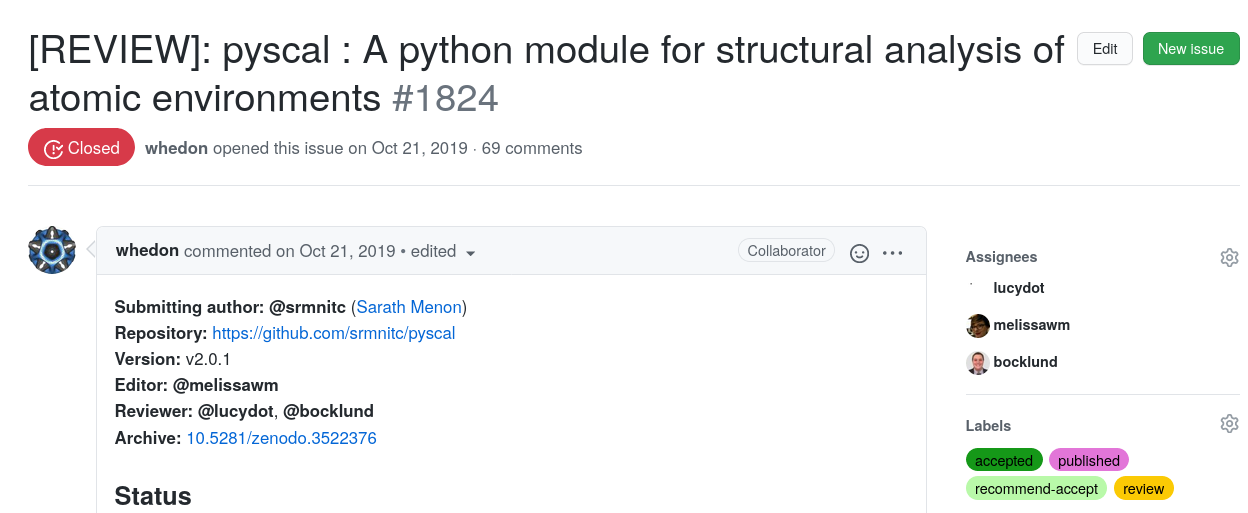 [REVIEW]: pyscal : A python module for structural analysis of
atomic environments #1824
Edit
New issue
Closed
whedon opened this issue on Oct 21, 2019 · 69 comments
whedon commented on Oct 21, 2019 • edited
Collaborator
Submitting author: @srmnitc (Sarath Menon)
Repository: https://github.com/srmnitc/pyscal
Version: v2.0.1
Editor: @melissawm
Reviewer: @lucydot, @bocklund
Archive: 10.5281/zenodo.3522376
Status
Assignees
lucydot
melissawm
bocklund
Labels
accepted published
recommend-accept review